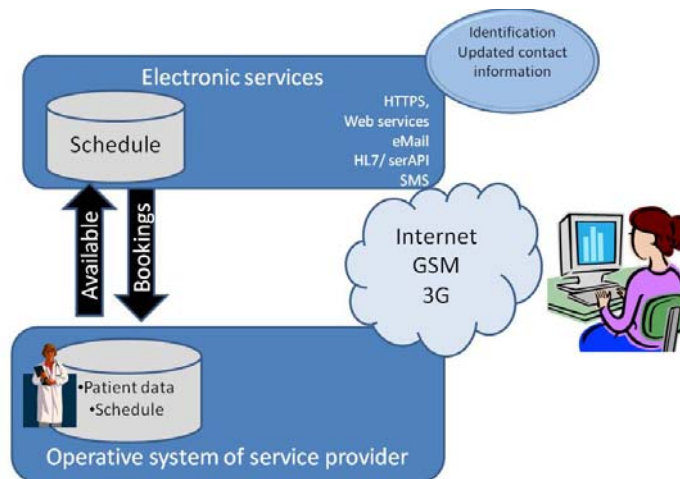 Identification
Updated contact
information
Electronic services
HTTPS,
Web services
eMail
HL7/ serAPI
SMS
Schedule
Available
Bookings
Internet
GSM
3G
•Patient data
•Schedule
Operative system of service provider